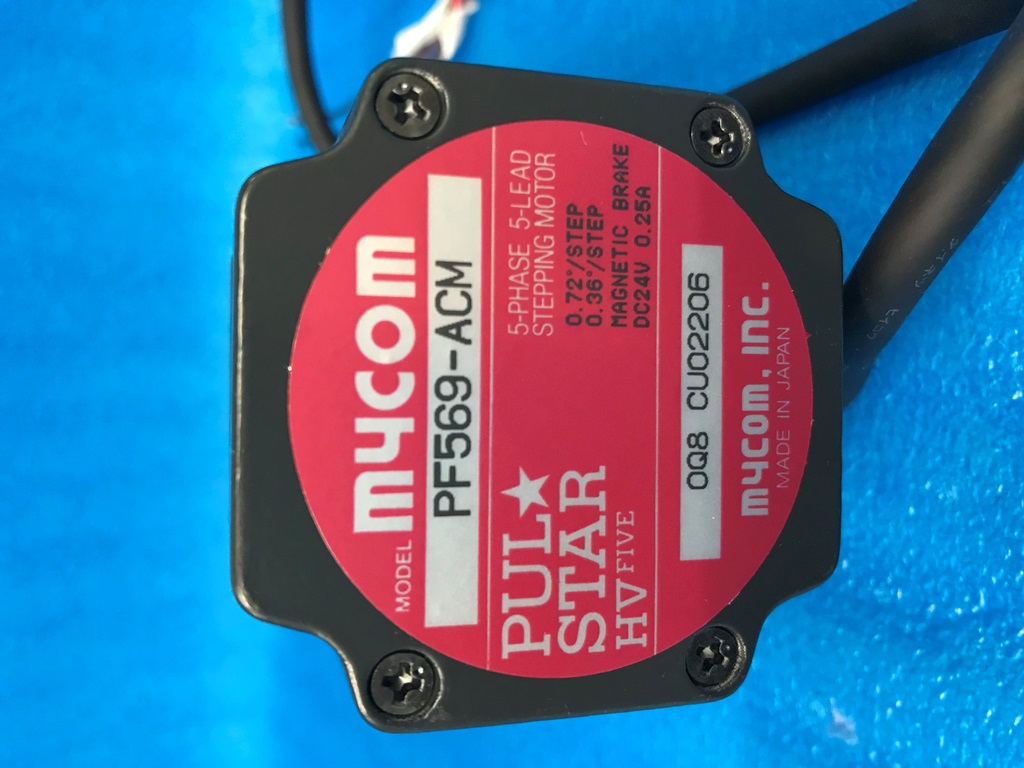 mycom
MODEL PF569-ACM
PUL★
STAR
HV FIVE
5-PHASE 5-LEAD
STEPPING MOTOR
0.72°/STEP
0.36°/STEP
MAGNETIC BRAKE
DC24V 0.25A
0Q8 CU02206
mycom, inc.
MADE IN JAPAN